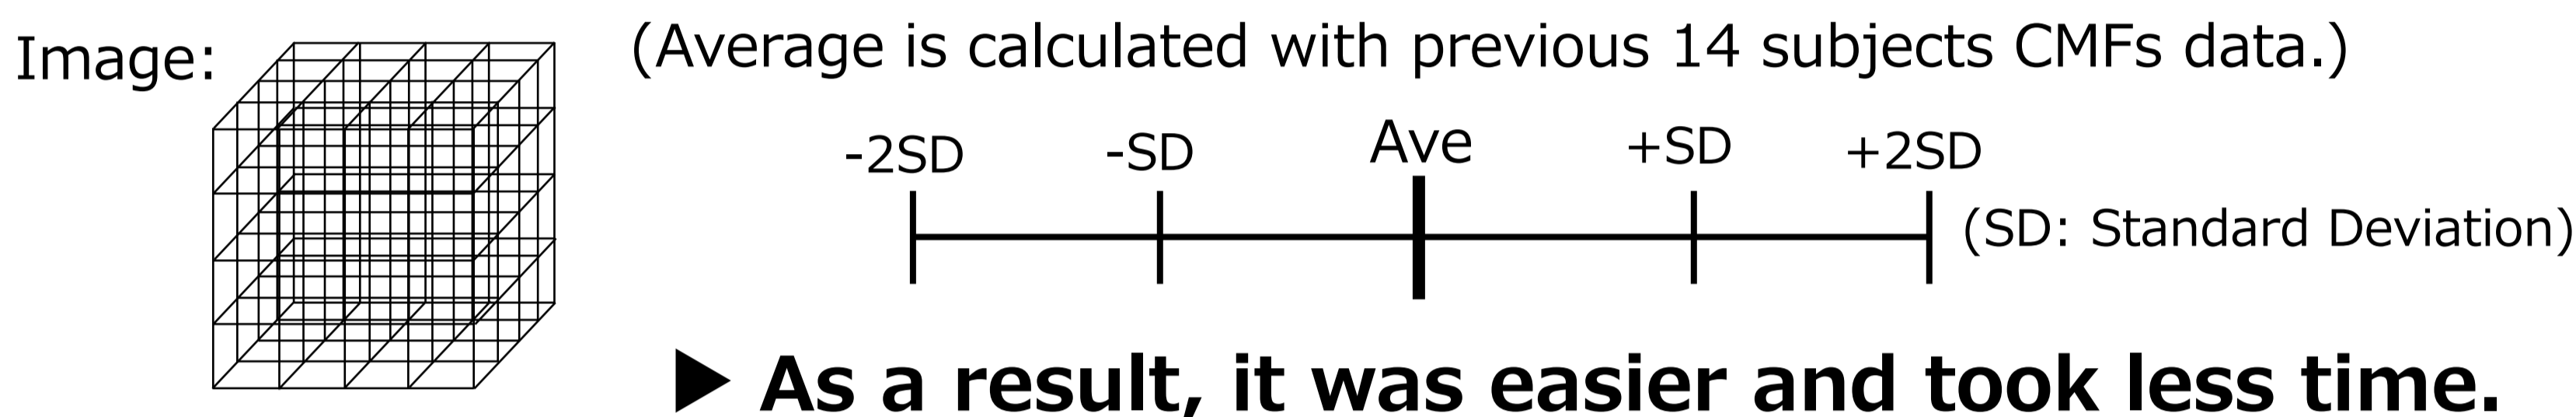 Image:
(Average is calculated with previous 14 subjects CMFs data.)
-2SD -SD Ave +SD +2SD
(SD: Standard Deviation)
▶ As a result, it was easier and took less time.